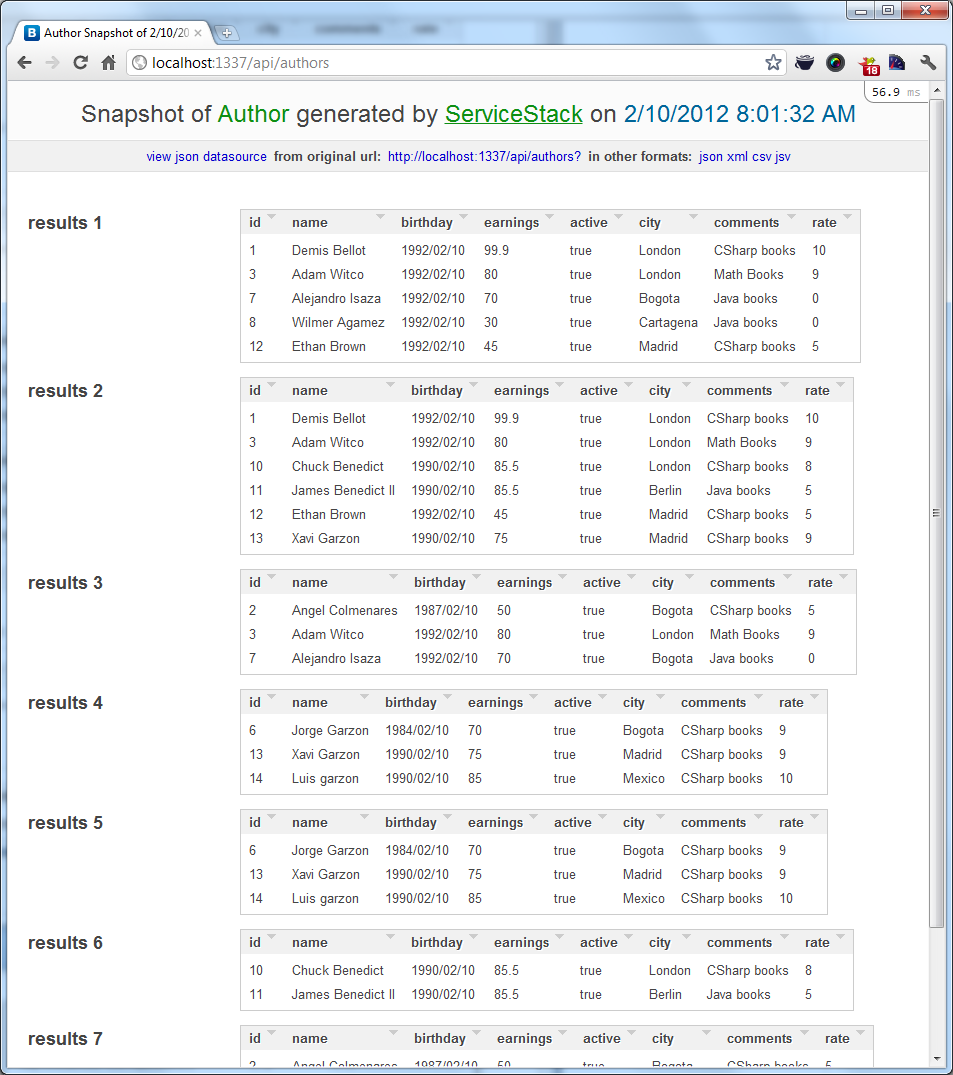 Author Snapshot of 2/10/20
localhost:1337/api/authors
18
56.9 ms
Snapshot of Author generated by ServiceStack on 2/10/2012 8:01:32 AM
view json datasource from original url: http://localhost:1337/api/authors? in other formats: json xml csv jsv
results 1
id name birthday earnings active city comments rate
1 Demis Bellot 1992/02/10 99.9 true London CSharp books 10
3 Adam Witco 1992/02/10 80 true London Math Books 9
7 Alejandro Isaza 1992/02/10 70 true Bogota Java books 0
8 Wilmer Agamez 1992/02/10 30 true Cartagena Java books 0
12 Ethan Brown 1992/02/10 45 true Madrid CSharp books 5
results 2
id name birthday earnings active city comments rate
1 Demis Bellot 1992/02/10 99.9 true London CSharp books 10
3 Adam Witco 1992/02/10 80 true London Math Books 9
10 Chuck Benedict 1990/02/10 85.5 true London CSharp books 8
11 James Benedict II 1990/02/10 85.5 true Berlin Java books 5
12 Ethan Brown 1992/02/10 45 true Madrid CSharp books 5
13 Xavi Garzon 1990/02/10 75 true Madrid CSharp books 9
results 3
id name birthday earnings active city comments rate
2 Angel Colmenares 1987/02/10 50 true Bogota CSharp books 5
3 Adam Witco 1992/02/10 80 true London Math Books 9
7 Alejandro Isaza 1992/02/10 70 true Bogota Java books 0
results 4
id name birthday earnings active city comments rate
6 Jorge Garzon 1984/02/10 70 true Bogota CSharp books 9
13 Xavi Garzon 1990/02/10 75 true Madrid CSharp books 9
14 Luis garzon 1990/02/10 85 true Mexico CSharp books 10
results 5
id name birthday earnings active city comments rate
6 Jorge Garzon 1984/02/10 70 true Bogota CSharp books 9
13 Xavi Garzon 1990/02/10 75 true Madrid CSharp books 9
14 Luis garzon 1990/02/10 85 true Mexico CSharp books 10
results 6
id name birthday earnings active city comments rate
10 Chuck Benedict 1990/02/10 85.5 true London CSharp books 8
11 James Benedict II 1990/02/10 85.5 true Berlin Java books 5
results 7
id name birthday earnings active city comments rate
2 Angel Colmenares 1987/02/10 50 true Bogota CSharp books 5